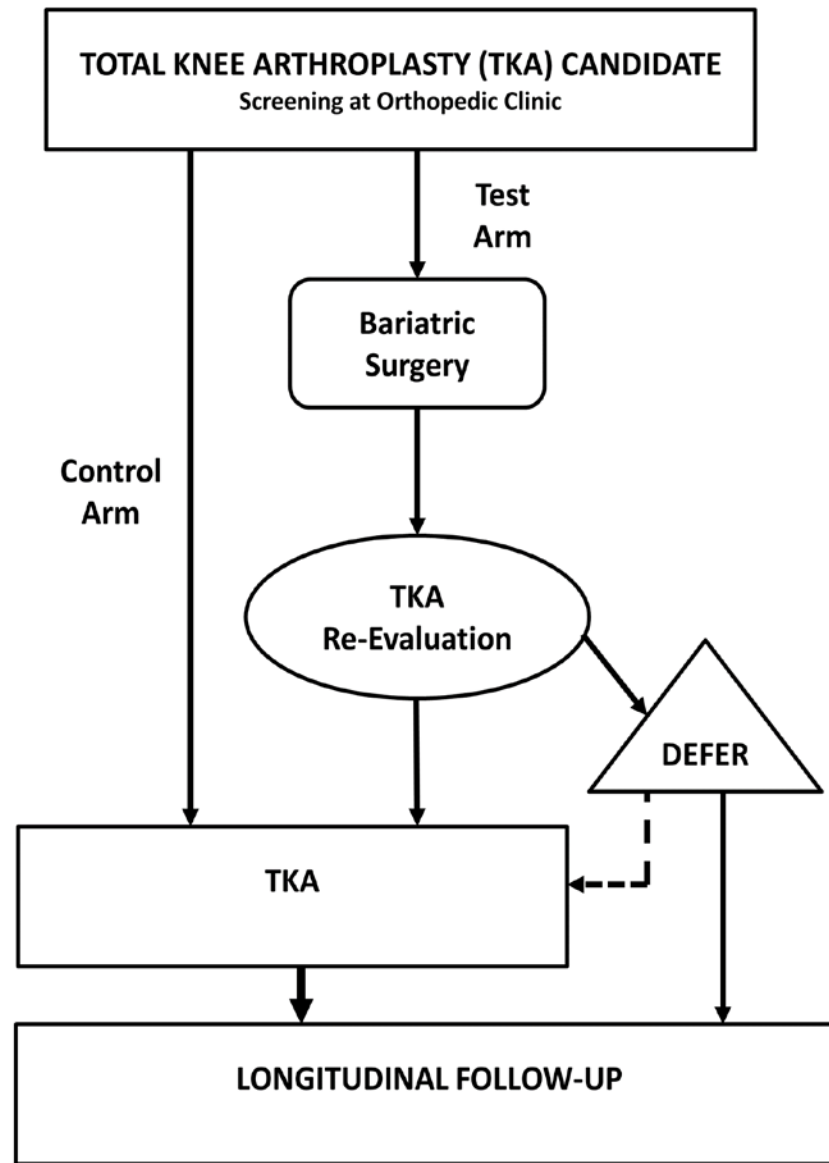 TOTAL KNEE ARTHROPLASTY (TKA) CANDIDATE
Screening at Orthopedic Clinic
Test
Arm
Bariatric
Surgery
Control
Arm
TKA
Re-Evaluation
DEFER
TKA
LONGITUDINAL FOLLOW-UP